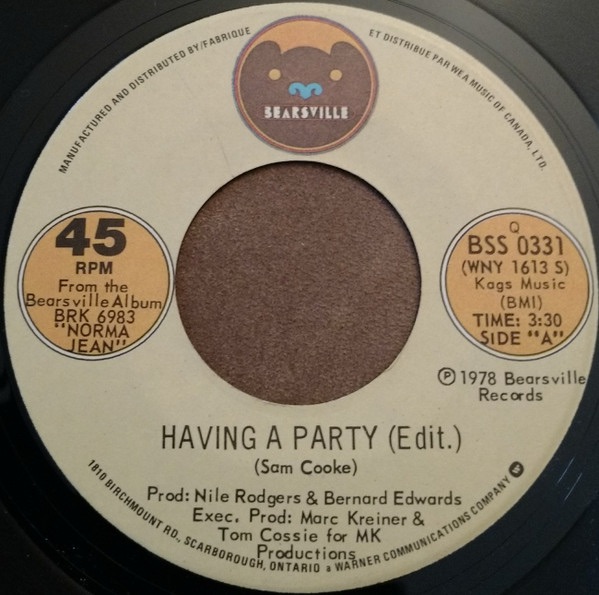 MANUFACTURED AND DISTRIBUTED BY/FABRIQUE ET DISTRIBUE PAR WEA MUSIC OF CANADA, LTD.
BEARSVILLE
45
RPM
From the
Bearsville Album
BRK 6983
"NORMA
JEAN"
Q
BSS 0331
(WNY 1613 S)
Kags Music
(BMI)
TIME: 3:30
SIDE "A"
Ⓟ 1978 Bearsville
Records
HAVING A PARTY (Edit.)
(Sam Cooke)
Prod: Nile Rodgers & Bernard Edwards
Exec. Prod: Marc Kreiner &
Tom Cossie for MK
Productions
1810 BIRCHMOUNT RD., SCARBOROUGH, ONTARIO a WARNER COMMUNICATIONS COMPANY